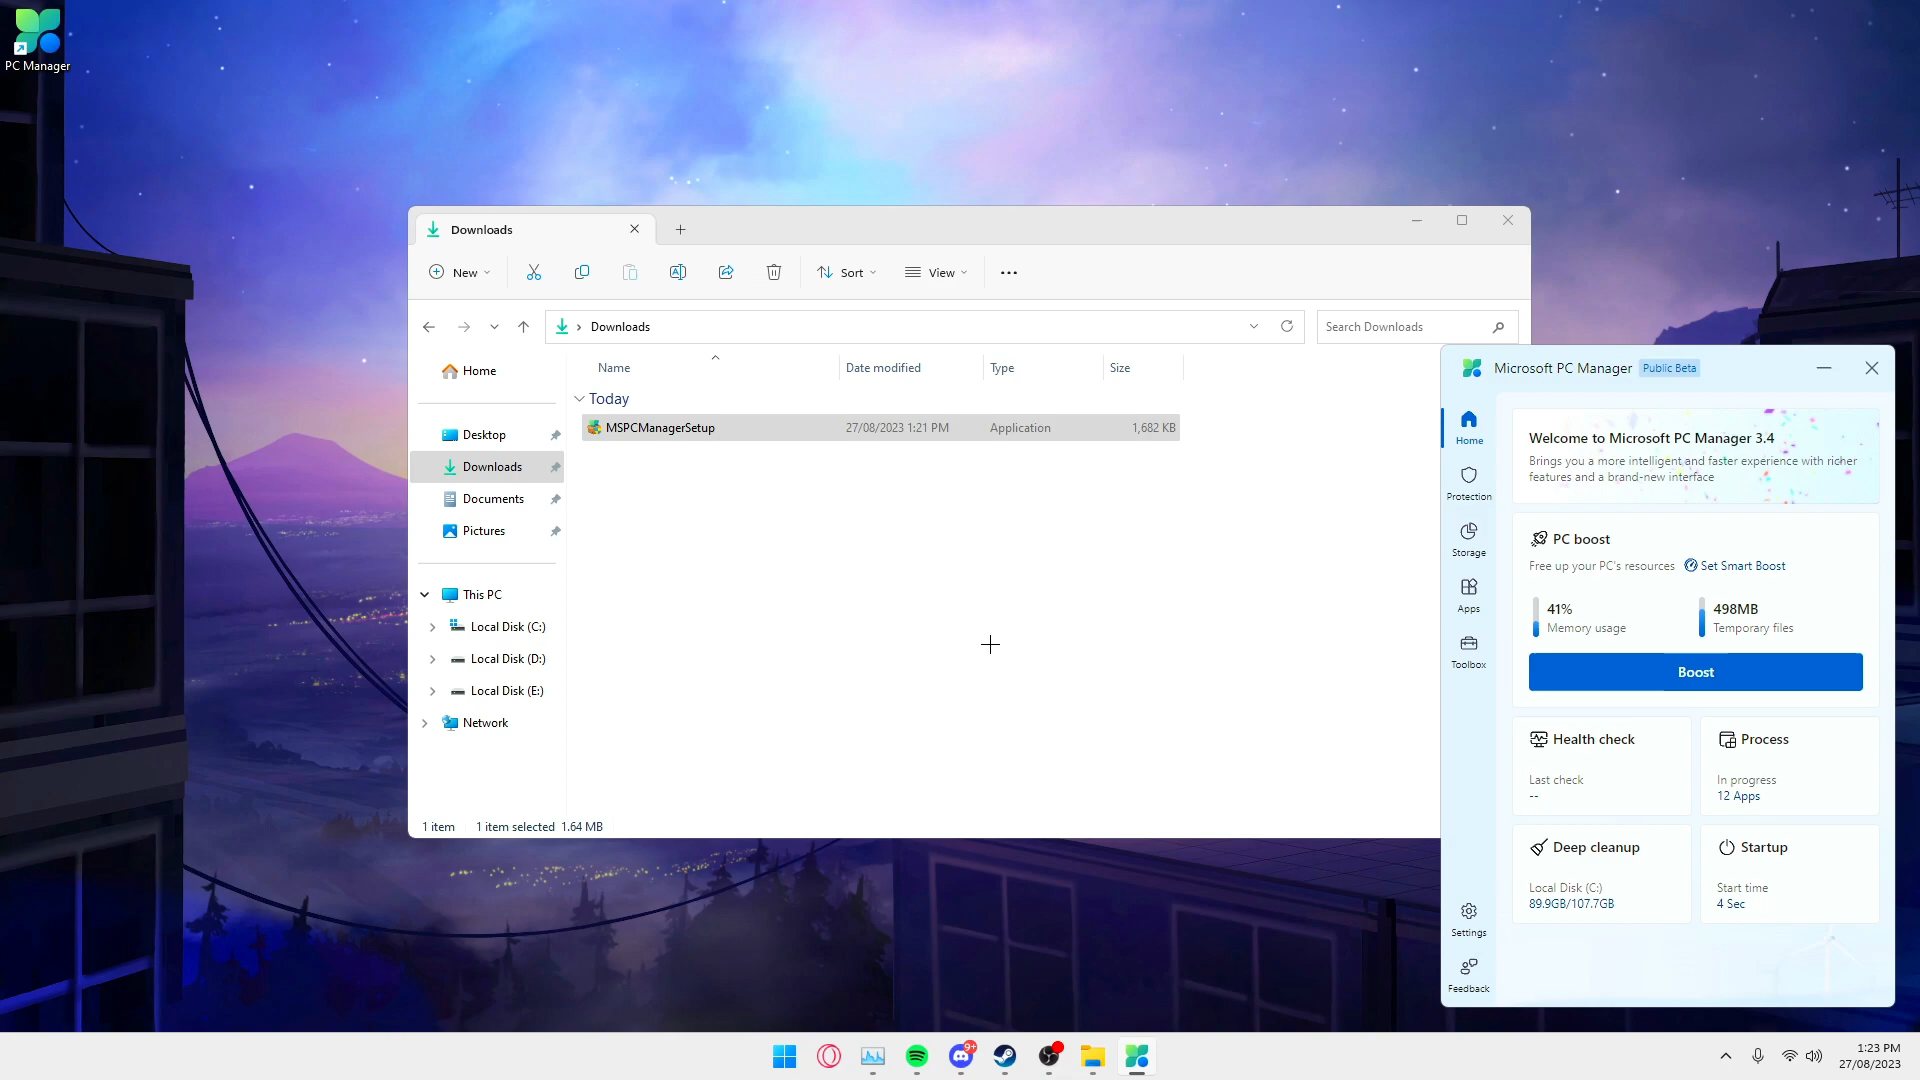 PC Manager
Downloads
New
Sort
View
Downloads
Search Downloads
Home
Desktop
Downloads
Documents
Pictures
This PC
Local Disk (C:)
Local Disk (D:)
Local Disk (E:)
Network
Name
Date modified
Type
Size
Today
MSPCManagerSetup
27/08/2023 1:21 PM
Application
1,682 KB
1 item
1 item selected 1.64 MB
Microsoft PC Manager
Public Beta
Home
Protection
Storage
Apps
Toolbox
Settings
Feedback
Welcome to Microsoft PC Manager 3.4
Brings you a more intelligent and faster experience with richer
features and a brand-new interface
PC boost
Free up your PC's resources
Set Smart Boost
41%
Memory usage
498MB
Temporary files
Boost
Health check
Last check
--
Process
In progress
12 Apps
Deep cleanup
Local Disk (C:)
89.9GB/107.7GB
Startup
Start time
4 Sec
9+
1:23 PM
27/08/2023